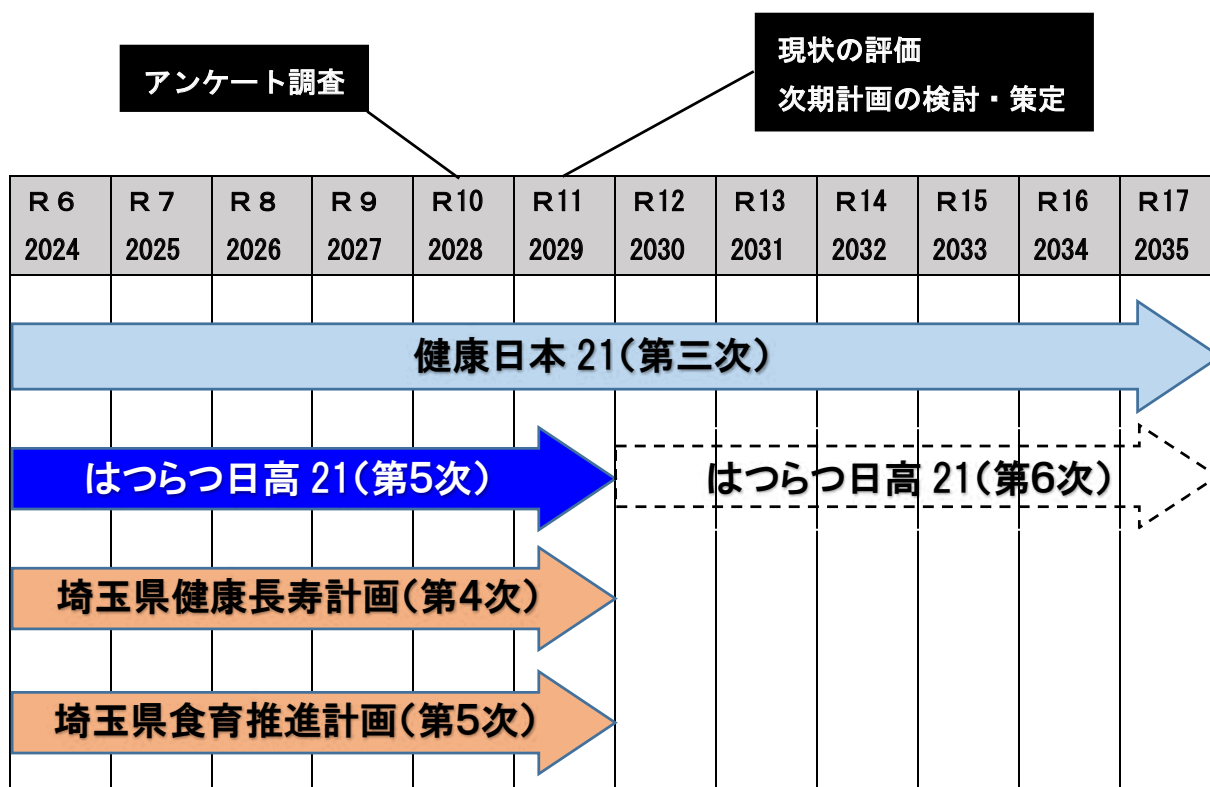 アンケート調査
現状の評価
次期計画の検討・策定
R6 R7 R8 R9 R10 R11 R12 R13 R14 R15 R16 R17
2024 2025 2026 2027 2028 2029 2030 2031 2032 2033 2034 2035
健康日本 21(第三次)
はつらつ日高 21(第5次)
はつらつ日高 21(第6次)
埼玉県健康長寿計画(第4次)
埼玉県食育推進計画(第5次)